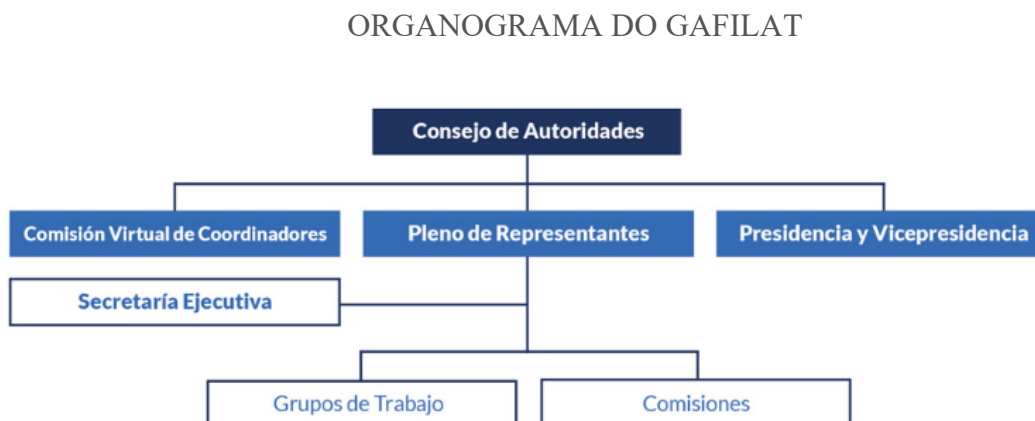 ORGANOGRAMA DO GAFILAT
Consejo de Autoridades
Comisión Virtual de Coordinadores
Pleno de Representantes
Presidencia y Vicepresidencia
Secretaría Ejecutiva
Grupos de Trabajo
Comisiones